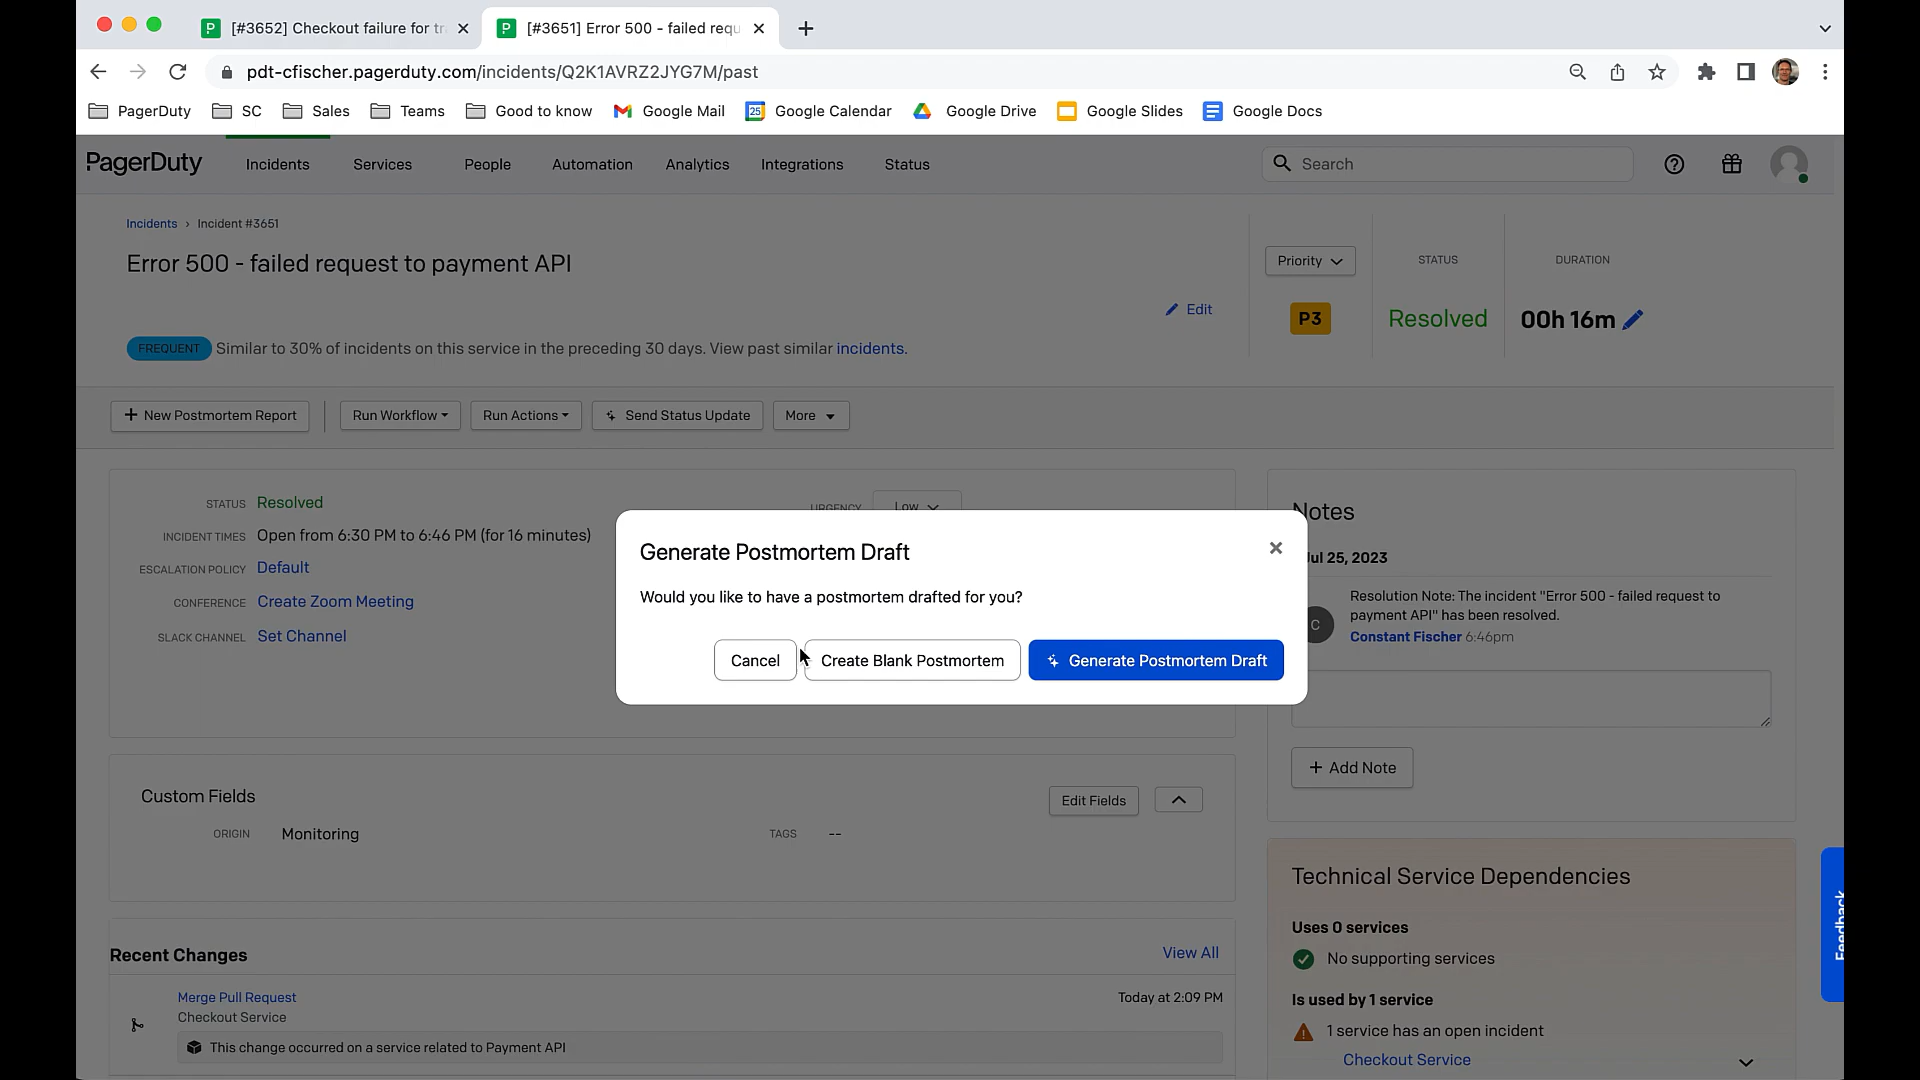 [#3652] Checkout failure for tr
[#3651] Error 500 - failed requ
pdt-cfischer.pagerduty.com/incidents/Q2K1AVRZ2JYG7M/past
PagerDuty SC Sales Teams Good to know Google Mail 25 Google Calendar Google Drive Google Slides Google Docs
PagerDuty Incidents Services People Automation Analytics Integrations Status Search
Incidents › Incident #3651
Error 500 - failed request to payment API
Edit
FREQUENT Similar to 30% of incidents on this service in the preceding 30 days. View past similar incidents.
Priority
P3
STATUS
Resolved
DURATION
00h 16m
+ New Postmortem Report Run Workflow Run Actions Send Status Update More
STATUS Resolved
INCIDENT TIMES Open from 6:30 PM to 6:46 PM (for 16 minutes)
ESCALATION POLICY Default
CONFERENCE Create Zoom Meeting
SLACK CHANNEL Set Channel
URGENCY Low
Generate Postmortem Draft
Would you like to have a postmortem drafted for you?
Cancel Create Blank Postmortem Generate Postmortem Draft
Notes
Jul 25, 2023
C
Resolution Note: The incident "Error 500 - failed request to
payment API" has been resolved.
Constant Fischer 6:46pm
+ Add Note
Custom Fields
Edit Fields
ORIGIN Monitoring
TAGS --
Recent Changes
View All
Merge Pull Request
Today at 2:09 PM
Checkout Service
This change occurred on a service related to Payment API
Technical Service Dependencies
Uses 0 services
No supporting services
Is used by 1 service
1 service has an open incident
Checkout Service
Feedback